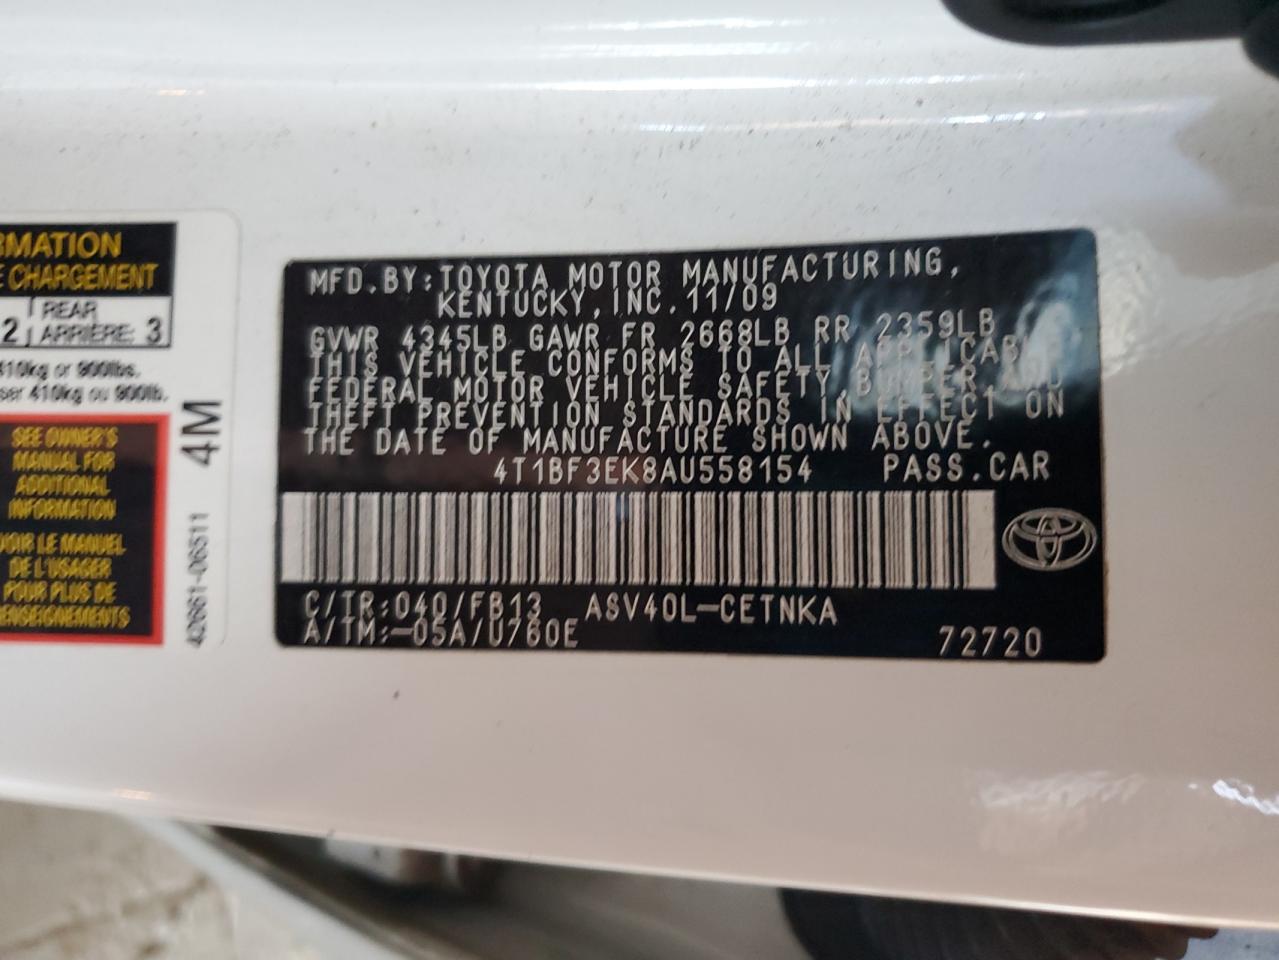 RMATION
E CHARGEMENT
2 REAR ARRIÈRE: 3
410kg or 900lbs.
ser 410kg ou 900lb.
SEE OWNER'S
MANUAL FOR
ADDITIONAL
INFORMATION
VOIR LE MANUEL
DE L'USAGER
POUR PLUS DE
RENSEIGNEMENTS
4M
42661-06511
MFD.BY:TOYOTA MOTOR MANUFACTURING,
KENTUCKY,INC.11/09
GVWR 4345LB GAWR FR 2668LB RR 2359LB
THIS VEHICLE CONFORMS TO ALL APPLICABLE
FEDERAL MOTOR VEHICLE SAFETY,BUMPER,AND
THEFT PREVENTION STANDARDS IN EFFECT ON
THE DATE OF MANUFACTURE SHOWN ABOVE.
4T1BF3EK8AU558154 PASS.CAR
C/TR:040/FB13 ASV40L-CETNKA
A/TM:-05A/U760E
72720